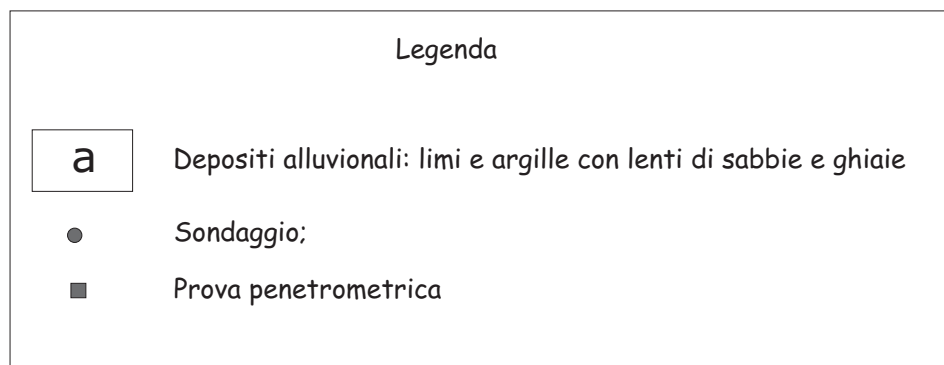 Legenda
a Depositi alluvionali: limi e argille con lenti di sabbie e ghiaie
Sondaggio;
Prova penetrometrica